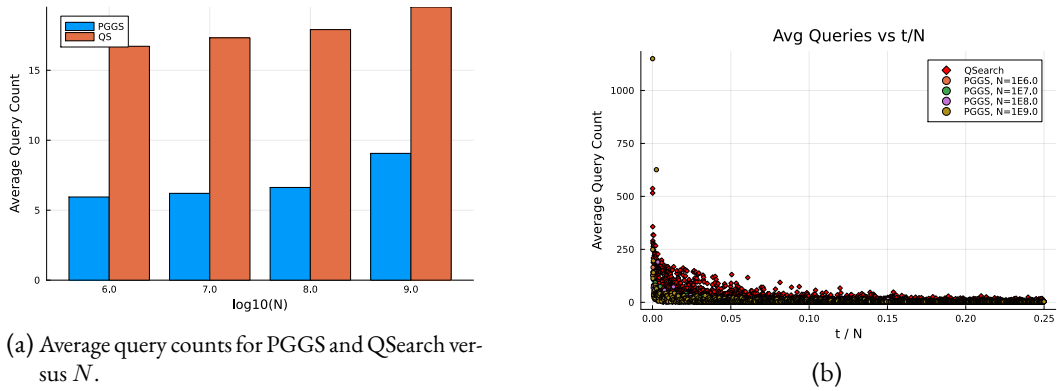 PGGS
QS
15
10
5
0
Average Query Count
6.0 7.0 8.0 9.0
log10(N)
(a) Average query counts for PGGS and QSearch ver-
sus N.
Avg Queries vs t/N
QSearch
PGGS, N=1E6.0
PGGS, N=1E7.0
PGGS, N=1E8.0
PGGS, N=1E9.0
1000
750
500
250
0
Average Query Count
0.00 0.05 0.10 0.15 0.20 0.25
t / N
(b)